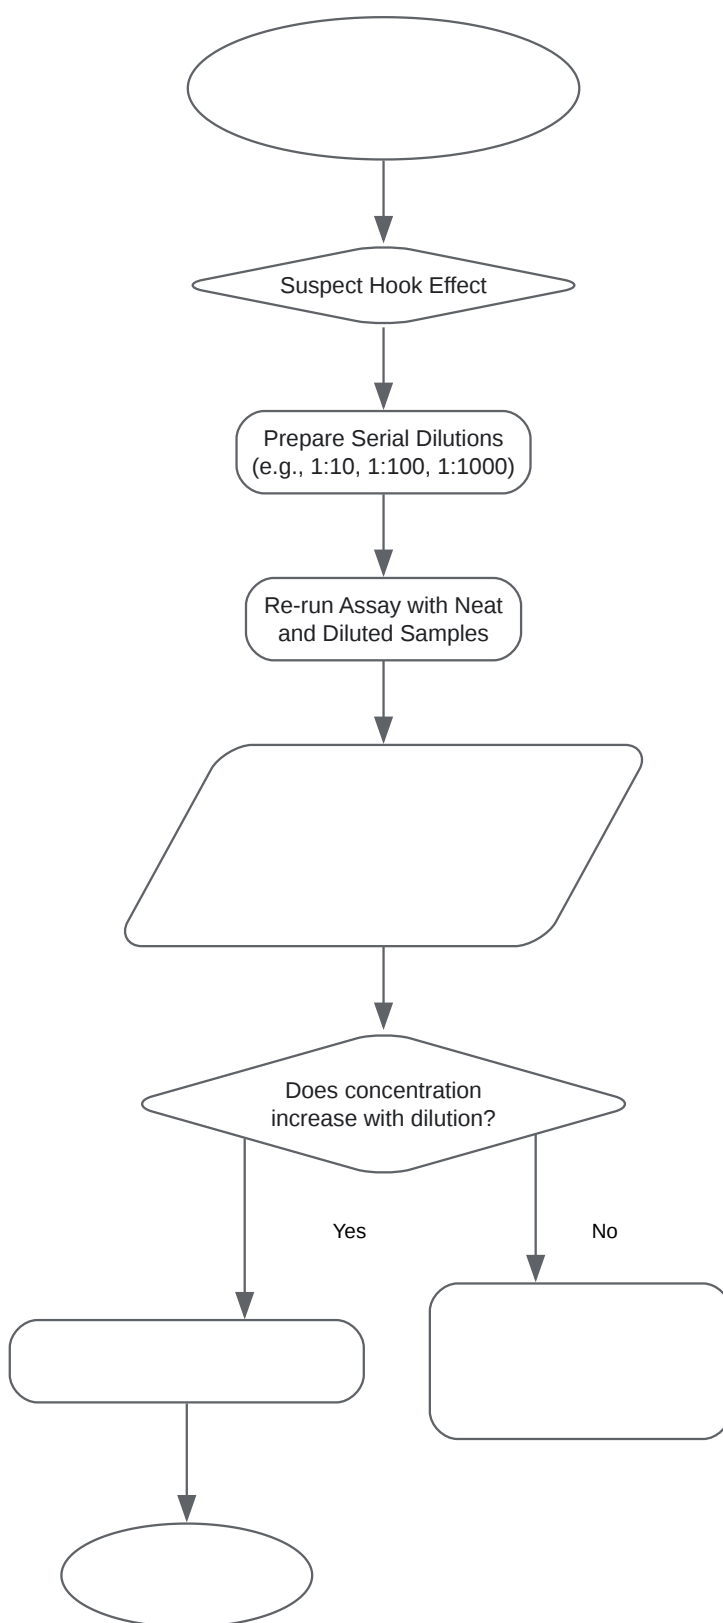 Suspect Hook Effect
Prepare Serial Dilutions
(e.g., 1:10, 1:100, 1:1000)
Re-run Assay with Neat
and Diluted Samples
Does concentration
increase with dilution?
Yes
No